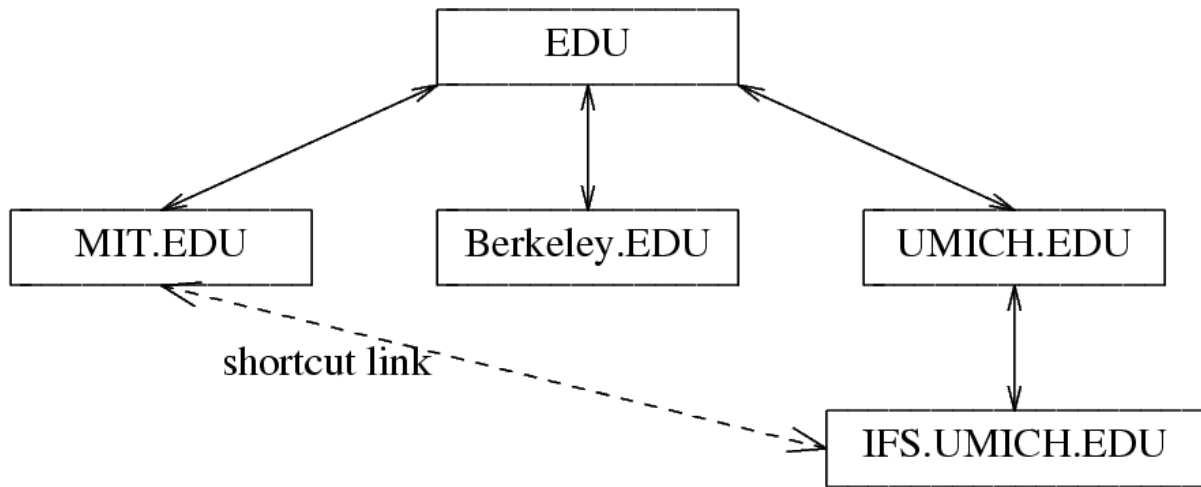 EDU
MIT.EDU
Berkeley.EDU
UMICH.EDU
shortcut link
IFS.UMICH.EDU